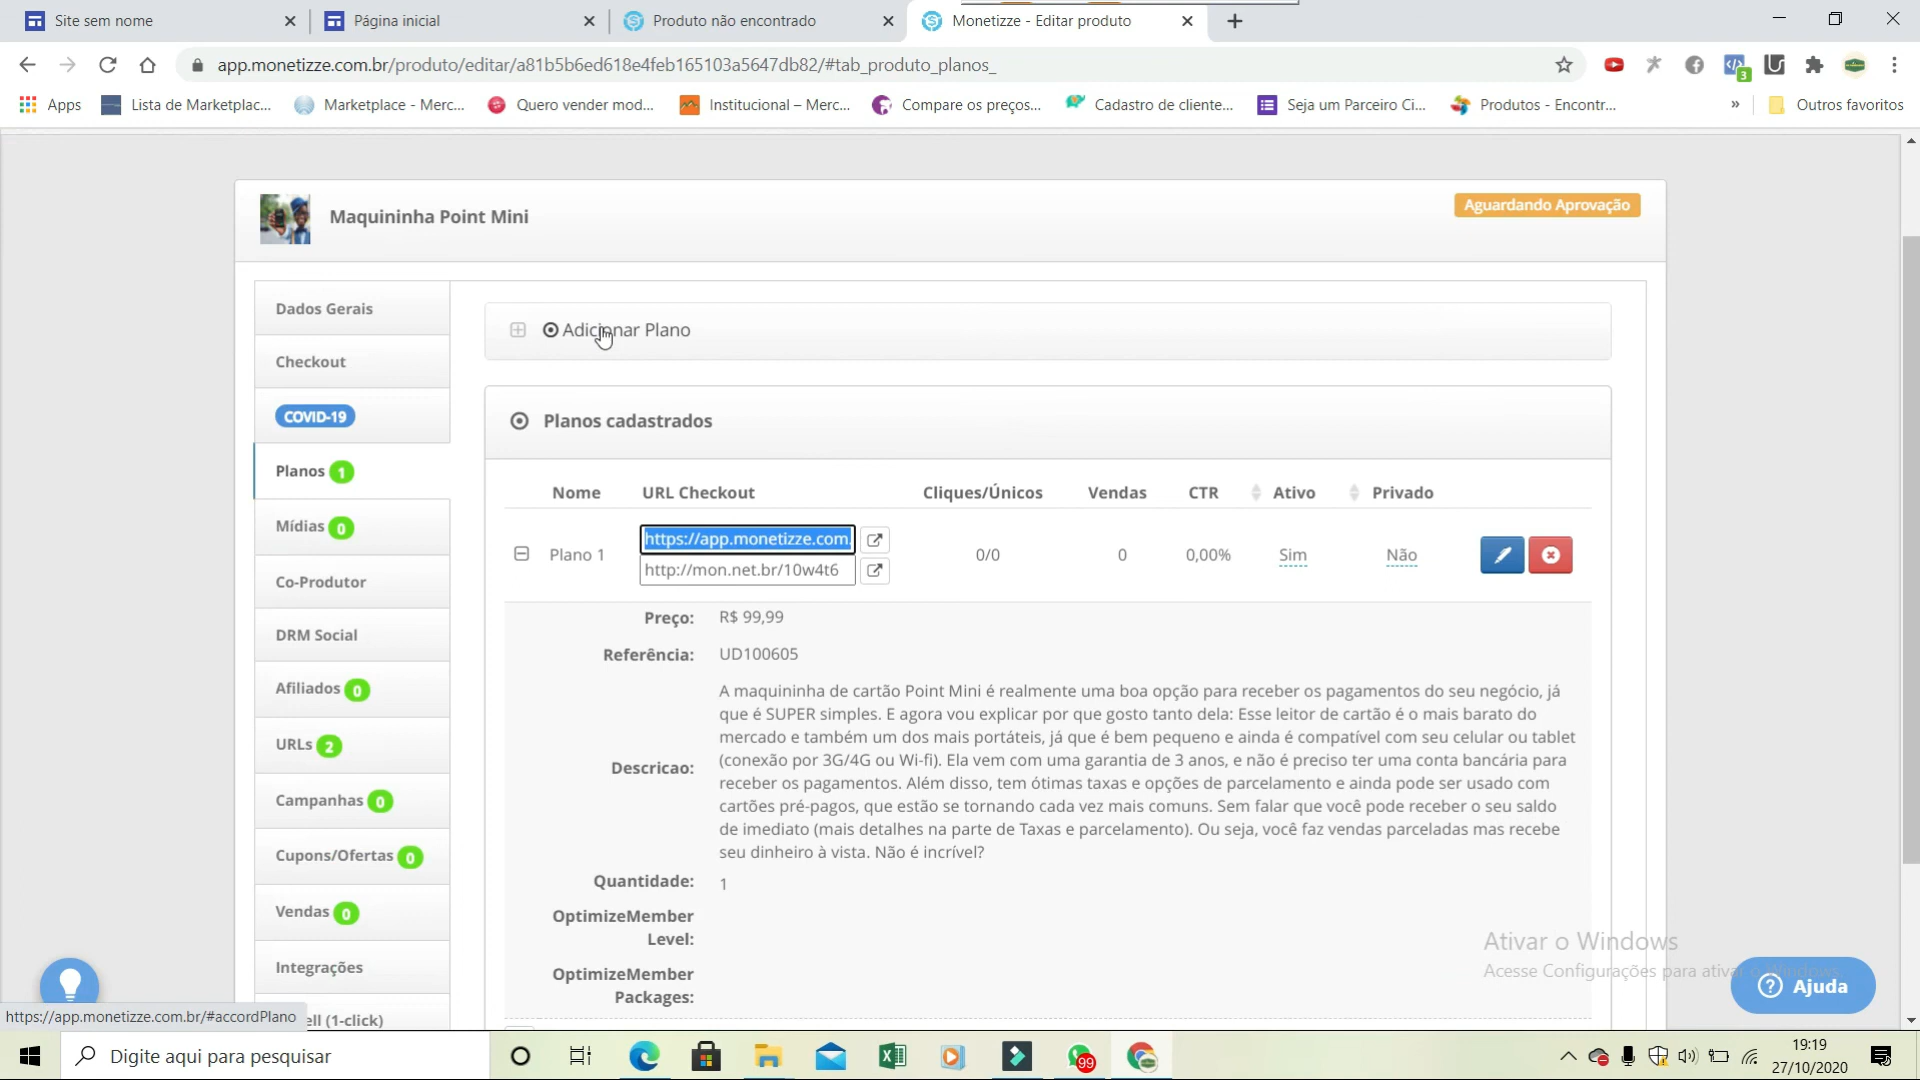 Site sem nome
Página inicial
Produto não encontrado
Monetizze - Editar produto
app.monetizze.com.br/produto/editar/a81b5b6ed618e4feb165103a5647db82/#tab_produto_planos_
3
Apps
Lista de Marketplac...
Marketplace - Merc...
Quero vender mod...
Institucional – Merc...
Compare os preços...
Cadastro de cliente...
Seja um Parceiro Ci...
Produtos - Encontr...
»
Outros favoritos
Maquininha Point Mini
Aguardando Aprovação
Dados Gerais
Checkout
COVID-19
Planos 1
Mídias 0
Co-Produtor
DRM Social
Afiliados 0
URLs 2
Campanhas 0
Cupons/Ofertas 0
Vendas 0
Integrações
ell (1-click)
Adicionar Plano
Planos cadastrados
Nome URL Checkout Cliques/Únicos Vendas CTR Ativo Privado
Plano 1 https://app.monetizze.com. 0/0 0 0,00% Sim Não
http://mon.net.br/10w4t6
Preço: R$ 99,99
Referência: UD100605
Descricao:
A maquininha de cartão Point Mini é realmente uma boa opção para receber os pagamentos do seu negócio, já
que é SUPER simples. E agora vou explicar por que gosto tanto dela: Esse leitor de cartão é o mais barato do
mercado e também um dos mais portáteis, já que é bem pequeno e ainda é compatível com seu celular ou tablet
(conexão por 3G/4G ou Wi-fi). Ela vem com uma garantia de 3 anos, e não é preciso ter uma conta bancária para
receber os pagamentos. Além disso, tem ótimas taxas e opções de parcelamento e ainda pode ser usado com
cartões pré-pagos, que estão se tornando cada vez mais comuns. Sem falar que você pode receber o seu saldo
de imediato (mais detalhes na parte de Taxas e parcelamento). Ou seja, você faz vendas parceladas mas recebe
seu dinheiro à vista. Não é incrível?
Quantidade: 1
OptimizeMember
Level:
OptimizeMember
Packages:
Ativar o Windows
Acesse Configurações para ativar o Windows.
Ajuda
https://app.monetizze.com.br/#accordPlano
Digite aqui para pesquisar
99
19:19
27/10/2020